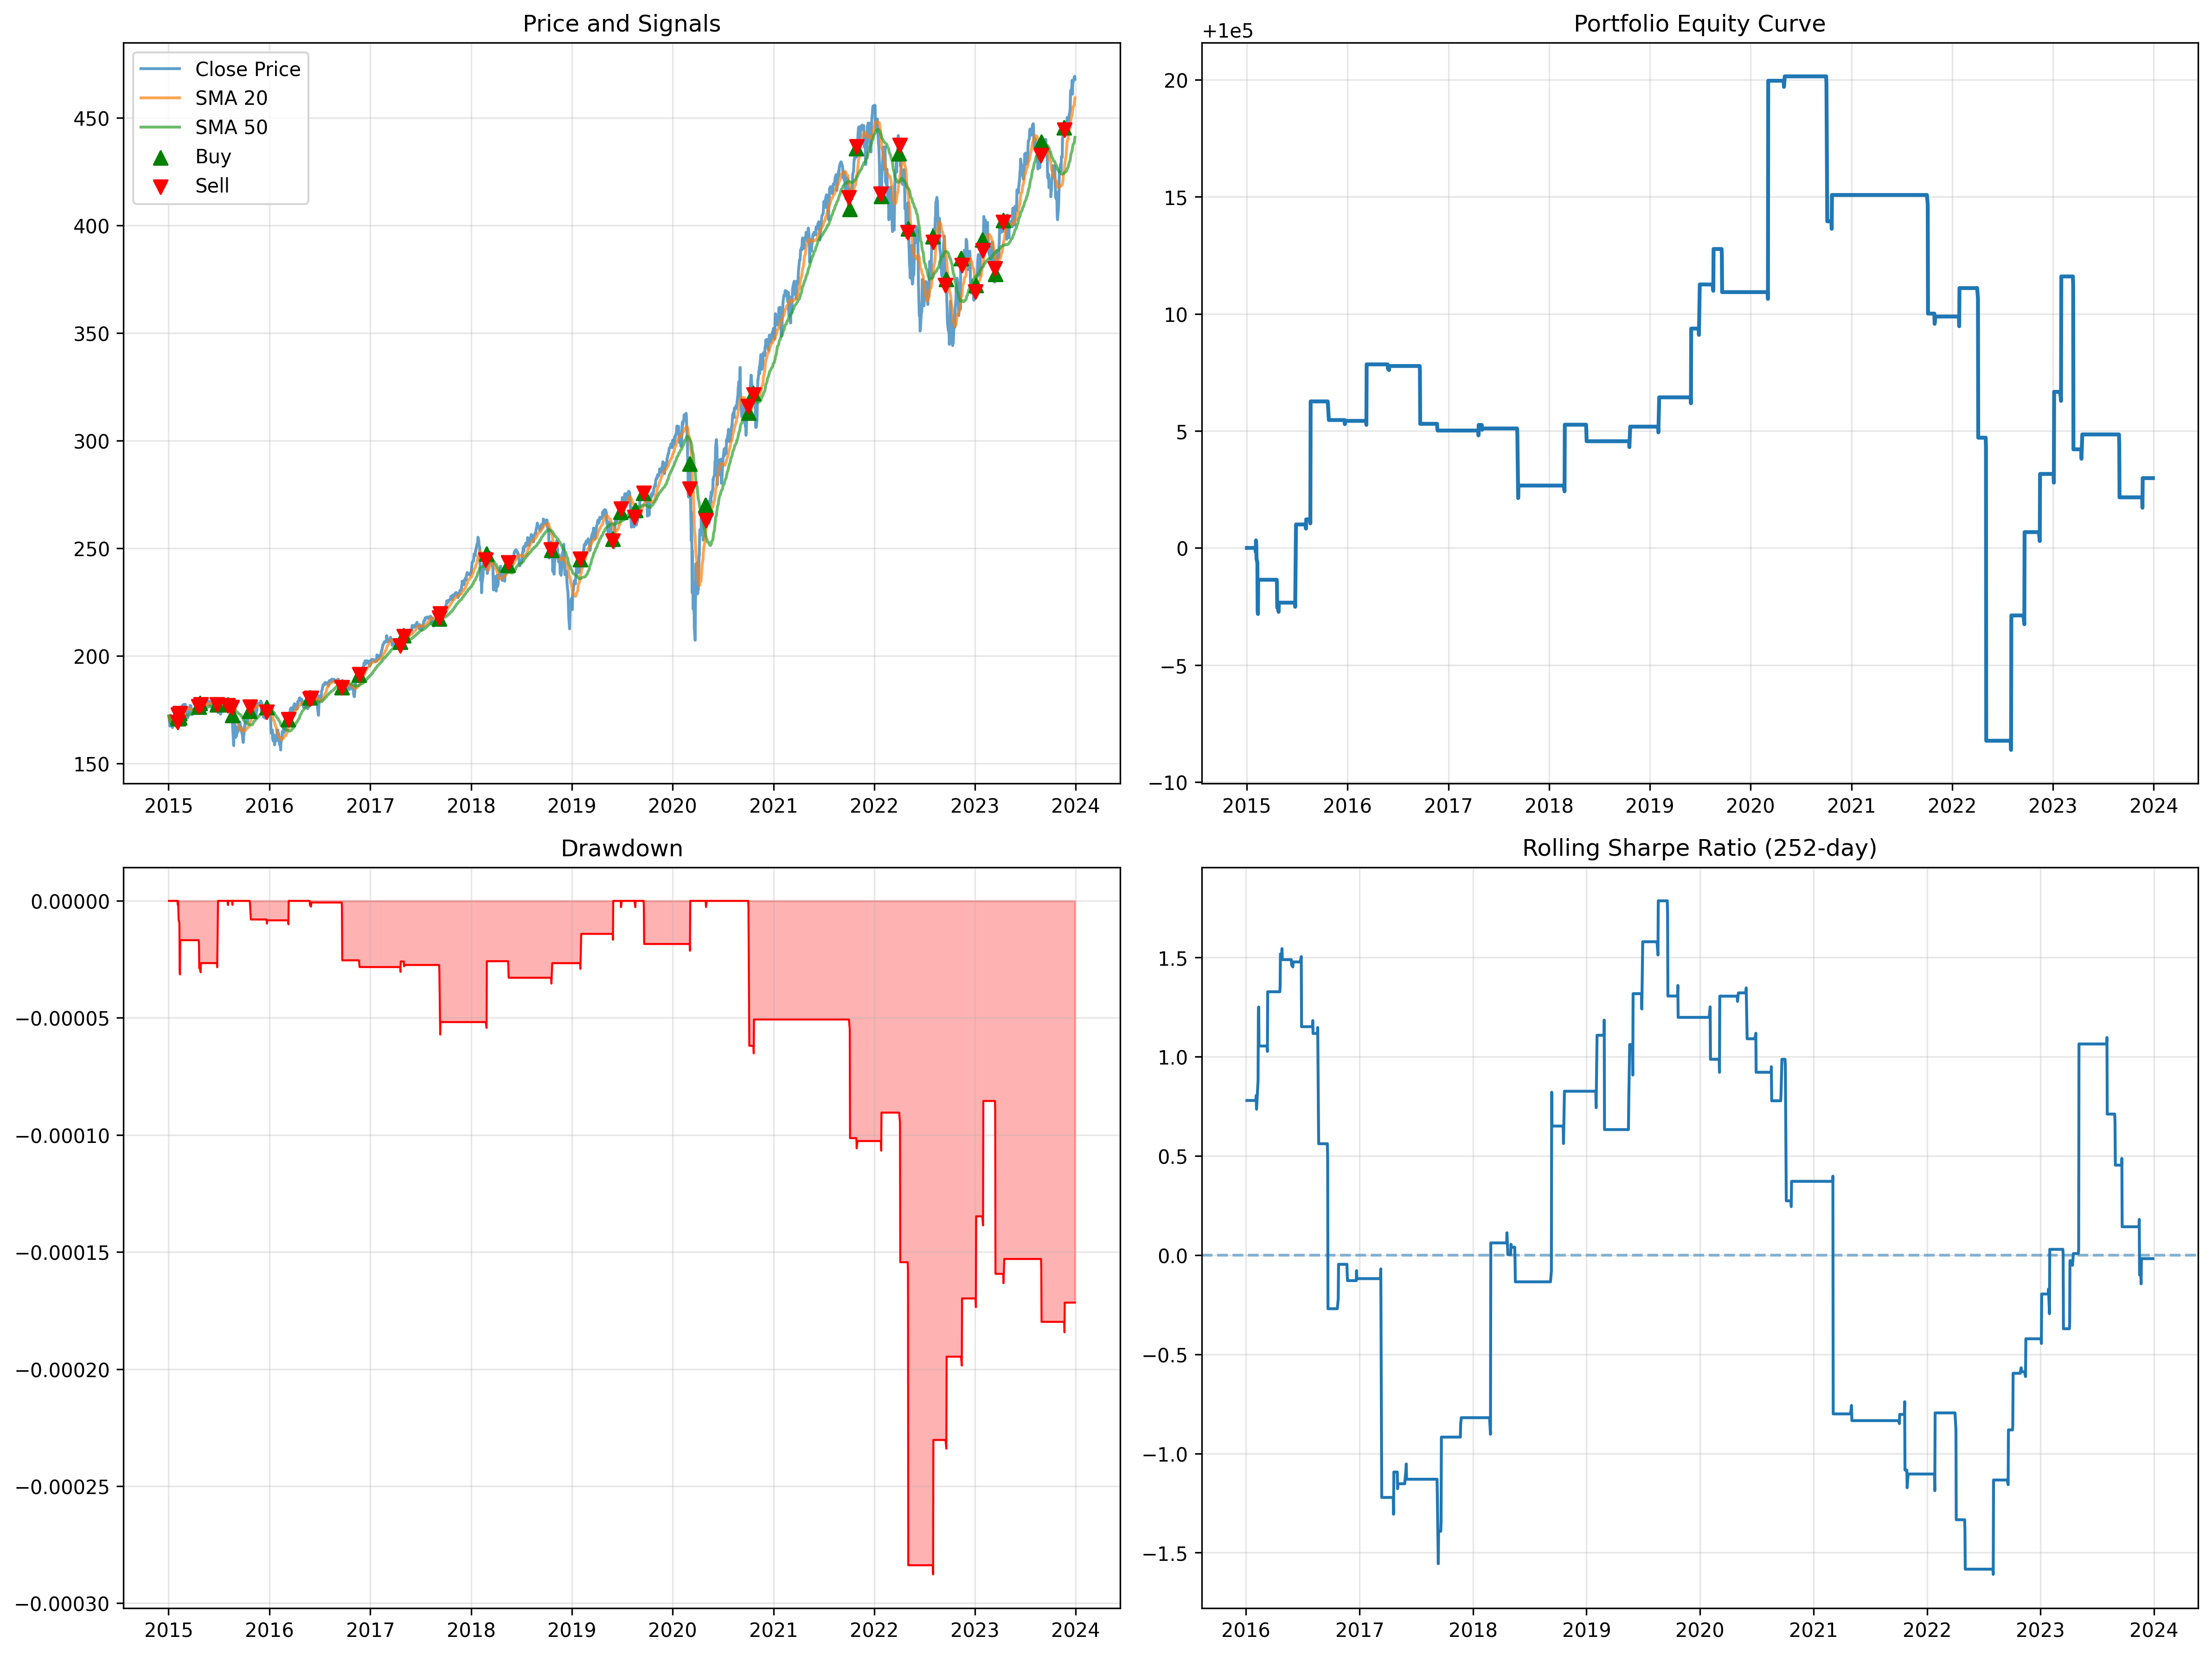 Price and Signals
Close Price
SMA 20
SMA 50
Buy
Sell
450
400
350
300
250
200
150
2015 2016 2017 2018 2019 2020 2021 2022 2023 2024
Portfolio Equity Curve
+1e5
20
15
10
5
0
−5
−10
2015 2016 2017 2018 2019 2020 2021 2022 2023 2024
Drawdown
0.00000
−0.00005
−0.00010
−0.00015
−0.00020
−0.00025
−0.00030
2015 2016 2017 2018 2019 2020 2021 2022 2023 2024
Rolling Sharpe Ratio (252-day)
1.5
1.0
0.5
0.0
−0.5
−1.0
−1.5
2016 2017 2018 2019 2020 2021 2022 2023 2024